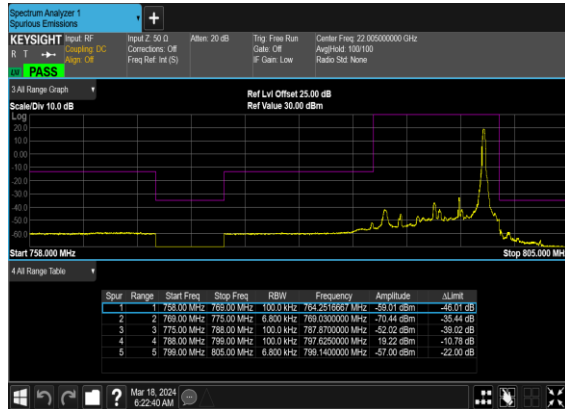 Spectrum Analyzer 1
Spurious Emissions
+
KEYSIGHT Input: RF Input Z: 50 Ω Atten: 20 dB Trig: Free Run Center Freq: 22.005000000 GHz
R T Coupling: DC Corrections: Off Gate: Off Avg|Hold: 100/100
Align: Off Freq Ref: Int (S) IF Gain: Low Radio Std: None
PASS
3 All Range Graph
Ref Lvl Offset 25.00 dB
Scale/Div 10.0 dB Ref Value 30.00 dBm
Log
20.0
10.0
0.00
-10.0
-20.0
-30.0
-40.0
-50.0
-60.0
Start 758.000 MHz Stop 805.000 MHz
4 All Range Table
Spur Range Start Freq Stop Freq RBW Frequency Amplitude ΔLimit
1 1 758.00 MHz 769.00 MHz 100.0 kHz 764.2516667 MHz -59.01 dBm -46.01 dB
2 2 769.00 MHz 775.00 MHz 6.800 kHz 769.0300000 MHz -70.44 dBm -35.44 dB
3 3 775.00 MHz 788.00 MHz 100.0 kHz 787.8700000 MHz -52.02 dBm -39.02 dB
4 4 788.00 MHz 799.00 MHz 100.0 kHz 797.6250000 MHz 19.22 dBm -10.78 dB
5 5 799.00 MHz 805.00 MHz 6.800 kHz 799.1400000 MHz -57.00 dBm -22.00 dB
? Mar 18, 2024
6:22:40 AM